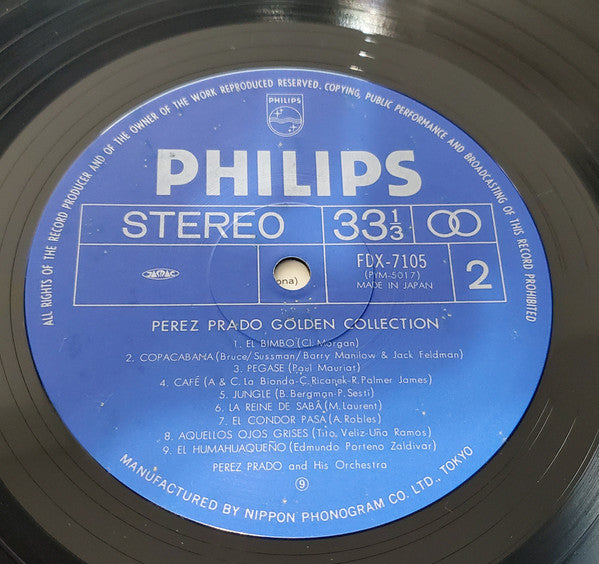 ALL RIGHTS OF THE RECORD PRODUCER AND OF THE OWNER OF THE WORK REPRODUCED RESERVED. COPYING, PUBLIC PERFORMANCE AND BROADCASTING OF THIS RECORD PROHIBITED
PHILIPS
PHILIPS
STEREO 33 1/3
JASRAC
ona)
FDX-7105
(PYM-5017)
MADE IN JAPAN
2
PEREZ PRADO GOLDEN COLLECTION
1. EL BIMBO (Cl. Morgan)
2. COPACABANA (Bruce/Sussman/Barry Manilow & Jack Feldman)
3. PEGASE (Paul Mauriat)
4. CAFÉ (A & C. La Bionda-C. Ricanek-R. Palmer James)
5. JUNGLE (B. Bergman-P. Sesti)
6. LA REINE DE SABÂ (M. Laurent)
7. EL CONDOR PASA (A. Robles)
8. AQUELLOS OJOS GRISES (Tito, Veliz-Uña Ramos)
9. EL HUMAHUAQUEÑO (Edmundo Porteno Zaldivar)
PEREZ PRADO and His Orchestra
⑨
MANUFACTURED BY NIPPON PHONOGRAM CO. LTD., TOKYO